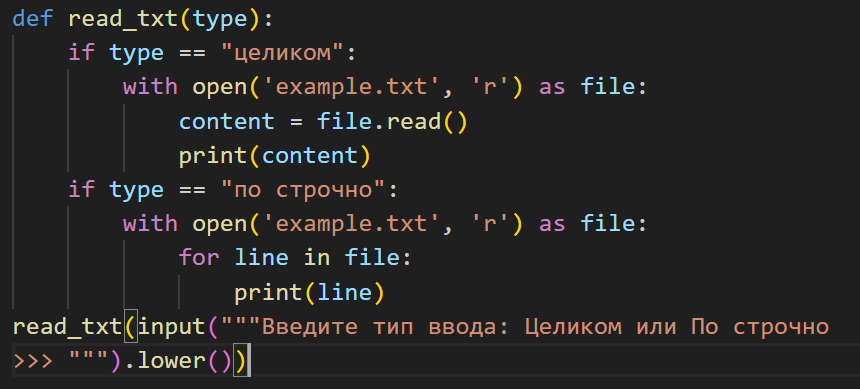 def read_txt(type):
    if type == "целиком":
        with open('example.txt', 'r') as file:
            content = file.read()
            print(content)
    if type == "по строчно":
        with open('example.txt', 'r') as file:
            for line in file:
                print(line)
read_txt(input("""Введите тип ввода: Целиком или По строчно
>>> """).lower())